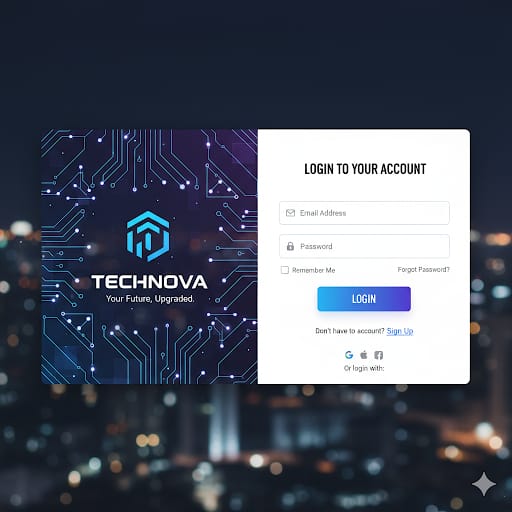 TECHNOVA
Your Future, Upgraded.
LOGIN TO YOUR ACCOUNT
Email Address
Password
Remember Me
Forgot Password?
LOGIN
Don't have to account? Sign Up
Or login with: